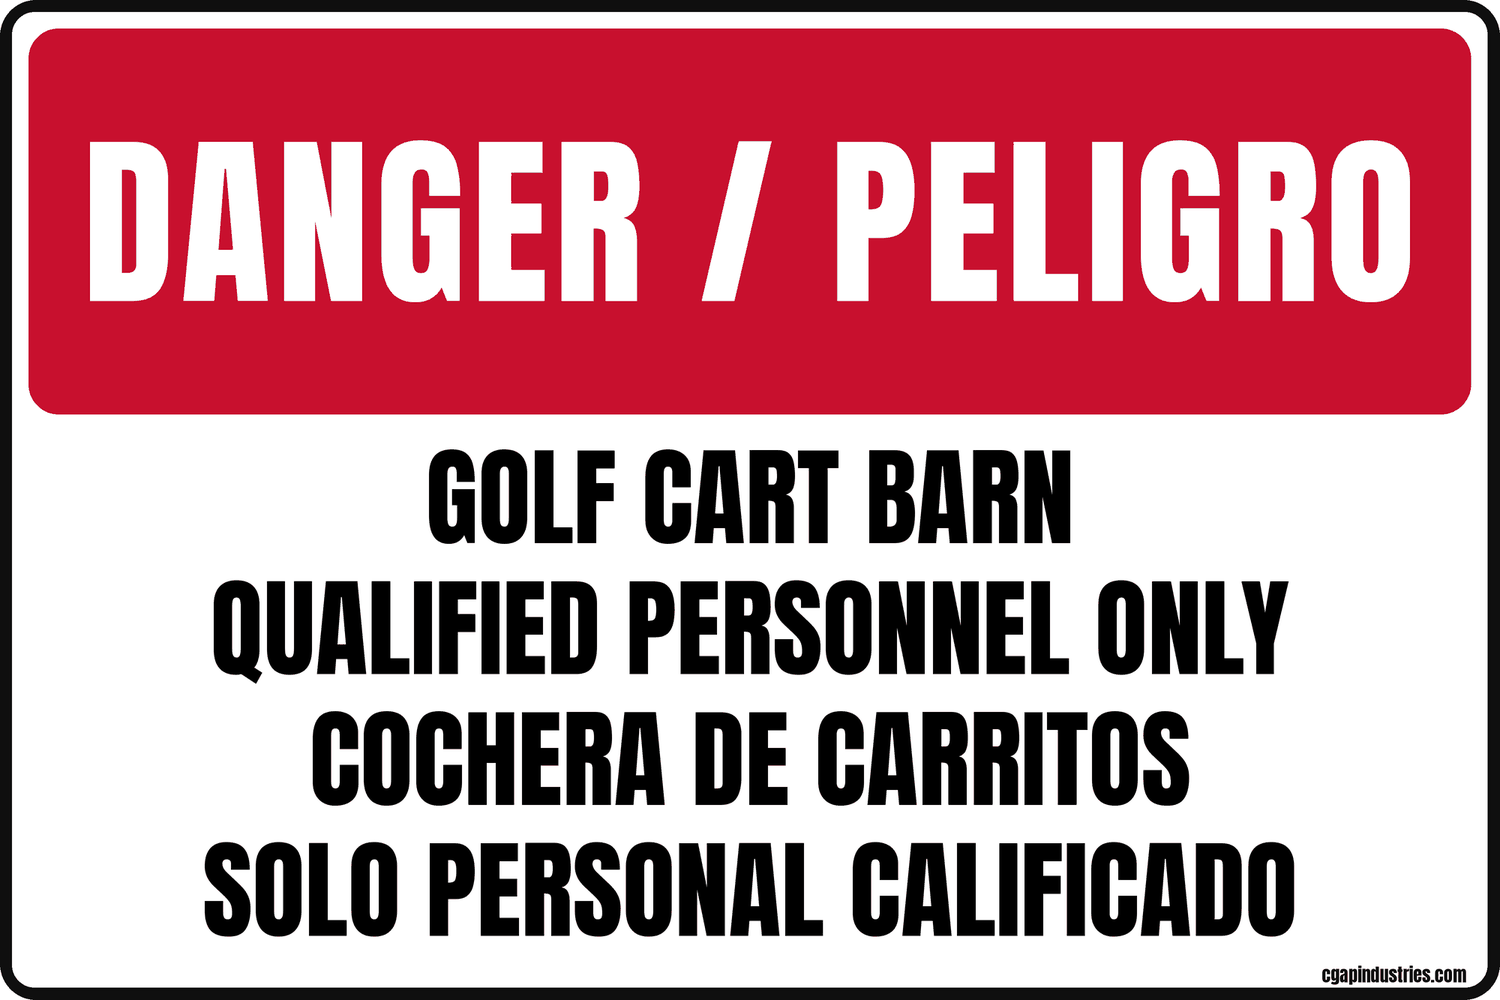 DANGER / PELIGRO
GOLF CART BARN
QUALIFIED PERSONNEL ONLY
COCHERA DE CARRITOS
SOLO PERSONAL CALIFICADO
cgapindustries.com